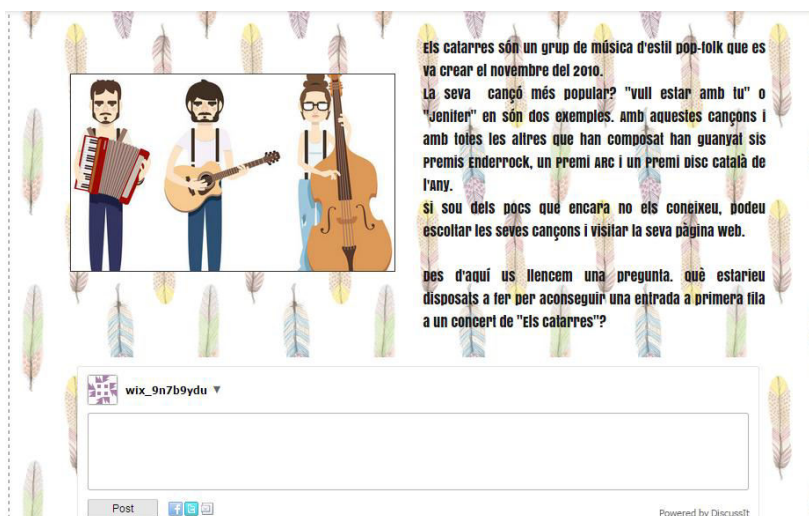 Els catarres són un grup de música d'estil pop-folk que es
va crear el novembre del 2010.
La seva cançó més popular? "vull estar amb tu" o
"Jenifer" en són dos exemples. Amb aquestes cançons i
amb totes les altres que han composat han guanyat sis
Premis Enderrock, un Premi ARC i un Premi Disc català de
l'Any.
Si sou dels pocs que encara no els coneixeu, podeu
escoltar les seves cançons i visitar la seva pàgina web.
Des d'aquí us llencem una pregunta. què estarieu
disposats a fer per aconseguir una entrada a primera fila
a un concert de "Els catarres"?
wix_9n7b9ydu
Post
Powered by DiscussIt